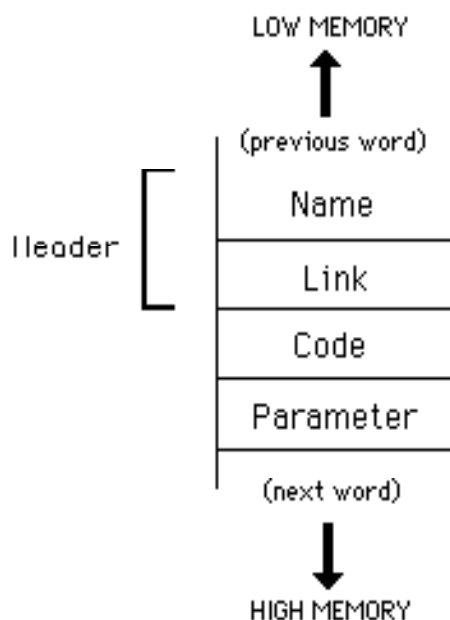 LOW MEMORY
(previous word)
Name
Header
Link
Code
Parameter
(next word)
HIGH MEMORY